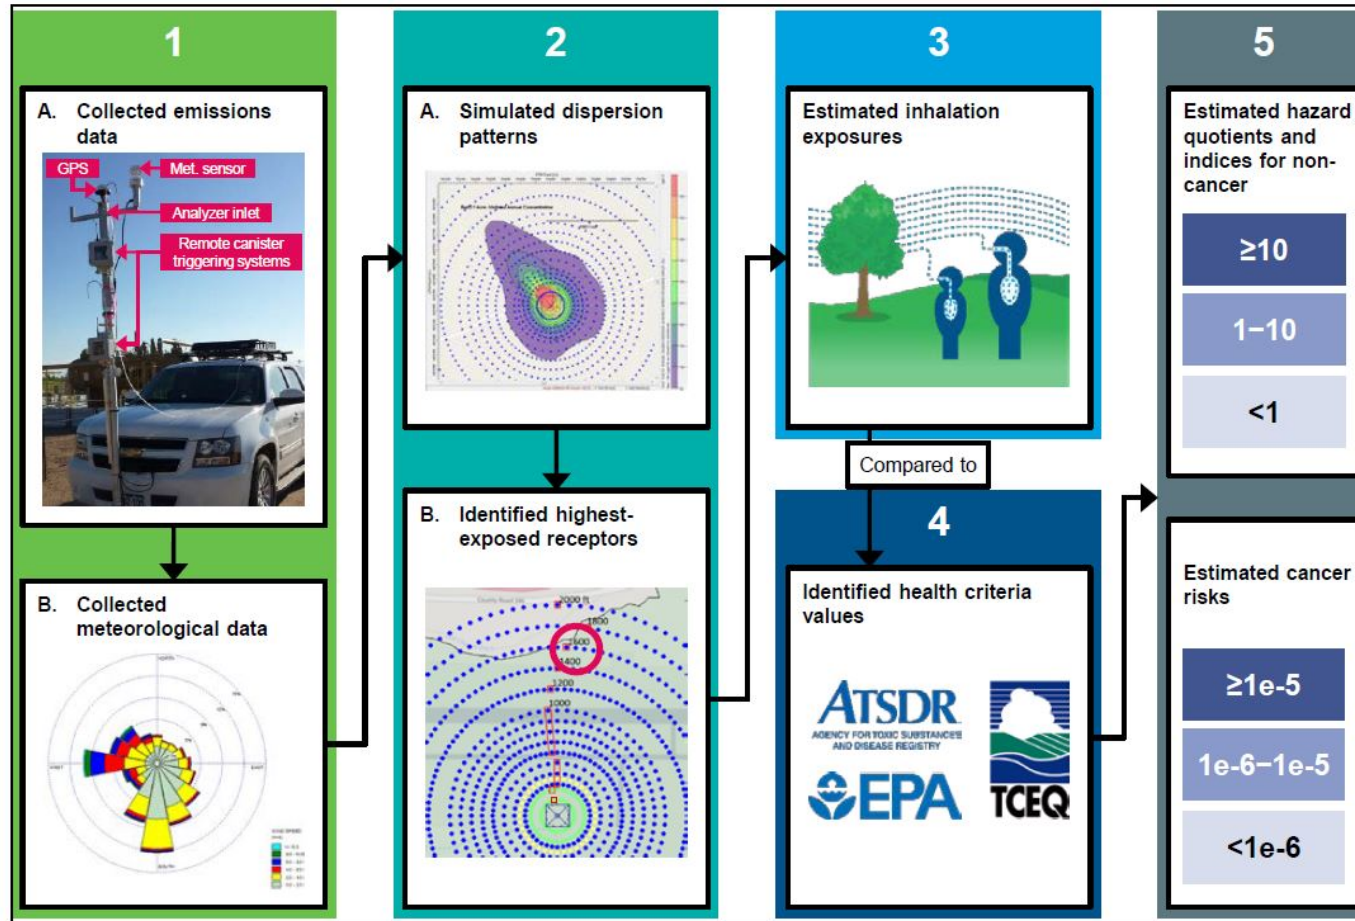 1
A. Collected emissions
data
GPS
Met. sensor
Analyzer inlet
Remote canister
triggering systems
B. Collected
meteorological data
2
A. Simulated dispersion
patterns
B. Identified highest-
exposed receptors
2000 ft
1800
1600
1400
1200
1000
3
Estimated inhalation
exposures
Compared to
4
Identified health criteria
values
ATSDR
AGENCY FOR TOXIC SUBSTANCES
AND DISEASE REGISTRY
EPA
TCEQ
5
Estimated hazard
quotients and
indices for non-
cancer
≥10
1−10
<1
Estimated cancer
risks
≥1e-5
1e-6−1e-5
<1e-6